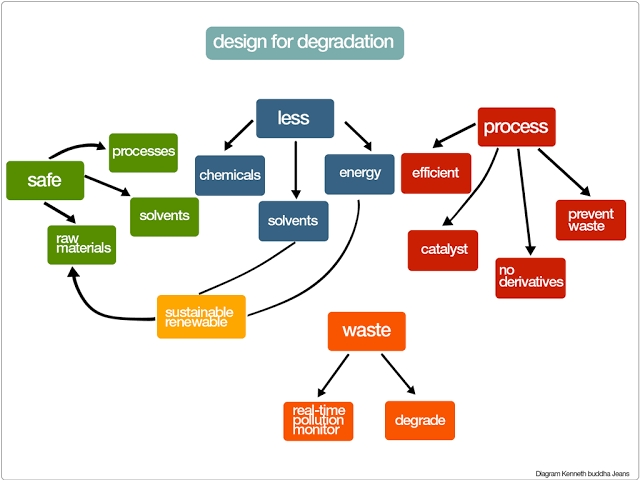 design for degradation
less
process
processes
chemicals
energy
efficient
safe
solvents
solvents
prevent
waste
raw
materials
catalyst
no
derivatives
sustainable
renewable
waste
real-time
pollution
monitor
degrade
Diagram Kenneth buddha Jeans